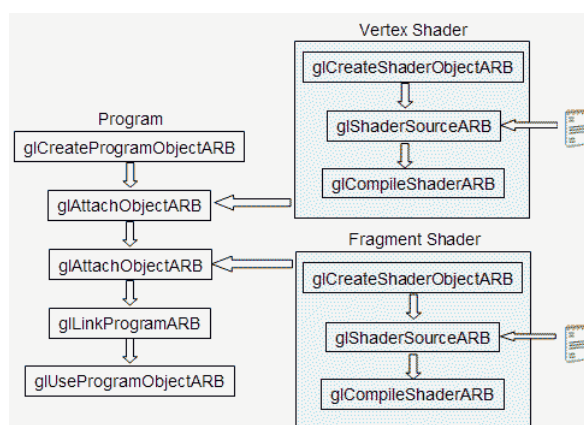 Vertex Shader
glCreateShaderObjectARB
glShaderSourceARB
glCompileShaderARB
Program
glCreateProgramObjectARB
glAttachObjectARB
glAttachObjectARB
glLinkProgramARB
glUseProgramObjectARB
Fragment Shader
glCreateShaderObjectARB
glShaderSourceARB
glCompileShaderARB